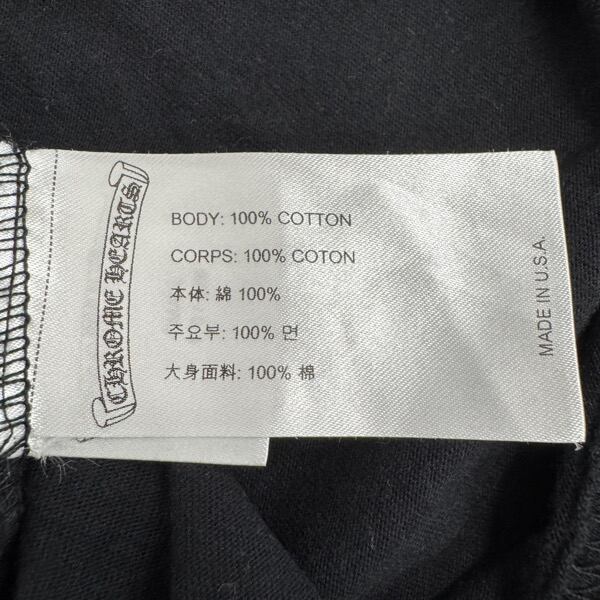 CHROME HEARTS
BODY: 100% COTTON
CORPS: 100% COTON
本体: 綿 100%
주요부: 100% 면
大身面料: 100% 棉
MADE IN U.S.A.